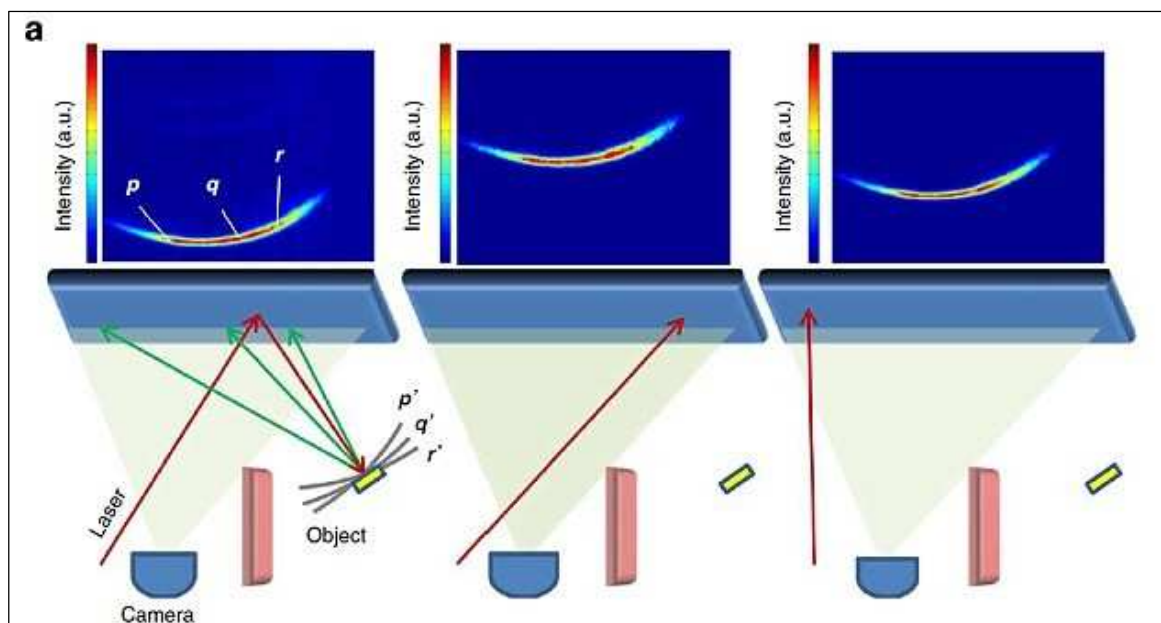 a
Intensity (a.u.)
p
q
r
Intensity (a.u.)
Intensity (a.u.)
p'
q'
r'
Laser
Object
Camera